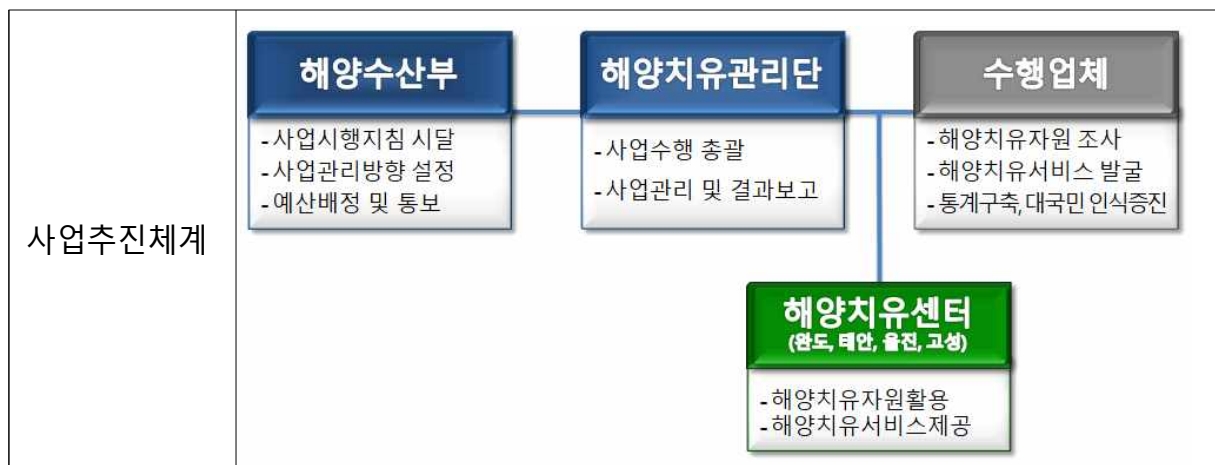 사업추진체계
해양수산부
- 사업시행지침 시달
- 사업관리방향 설정
- 예산배정 및 통보
해양치유관리단
- 사업수행 총괄
- 사업관리 및 결과보고
수행업체
- 해양치유자원 조사
- 해양치유서비스 발굴
- 통계구축, 대국민 인식증진
해양치유센터
(완도, 태안, 울진, 고성)
- 해양치유자원활용
- 해양치유서비스제공